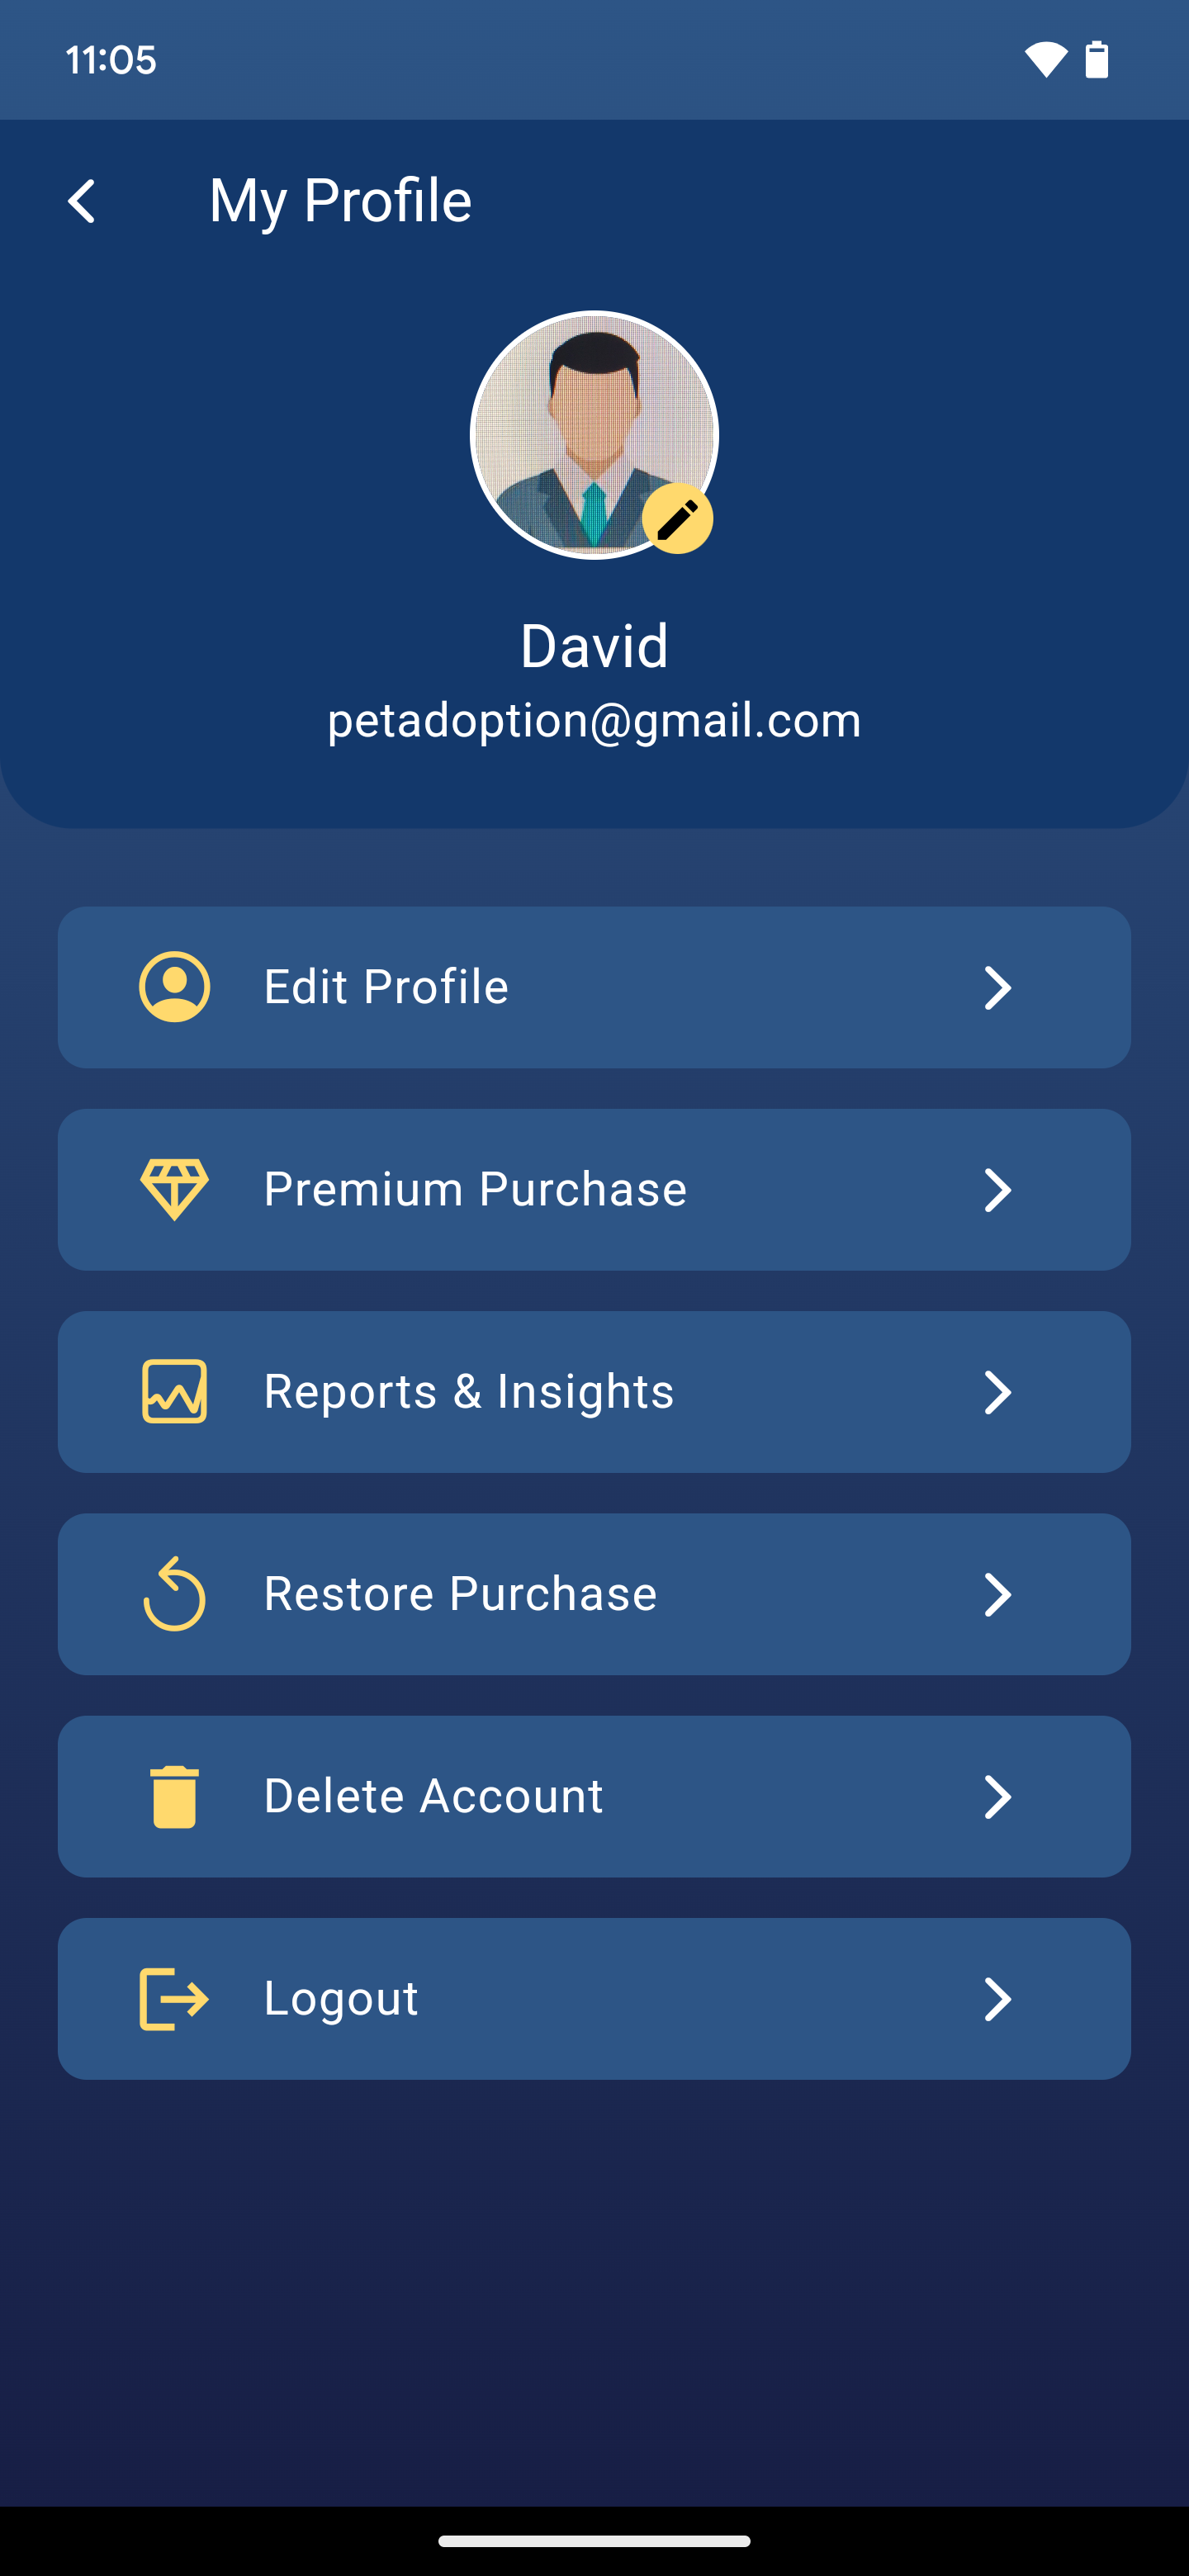 11:05
My Profile
David
petadoption@gmail.com
Edit Profile
Premium Purchase
Reports & Insights
Restore Purchase
Delete Account
Logout